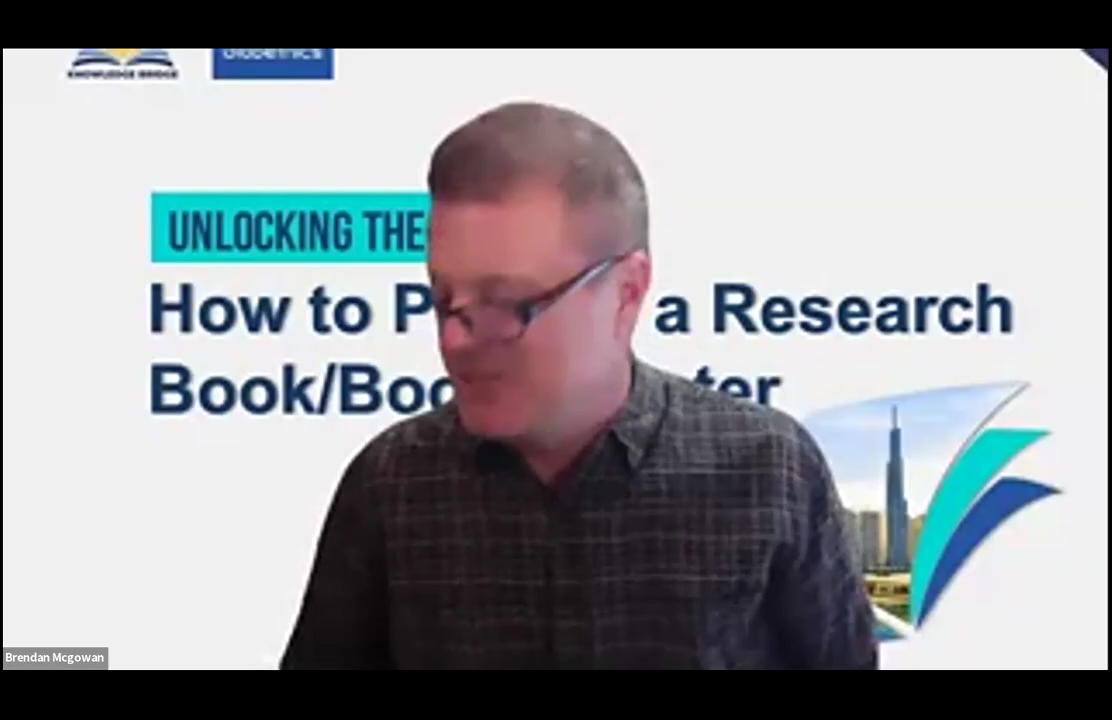 KNOWLEDGE BRIDGE
UNLOCKING THE
How to P a Research
Book/Boo ter
Brendan Mcgowan